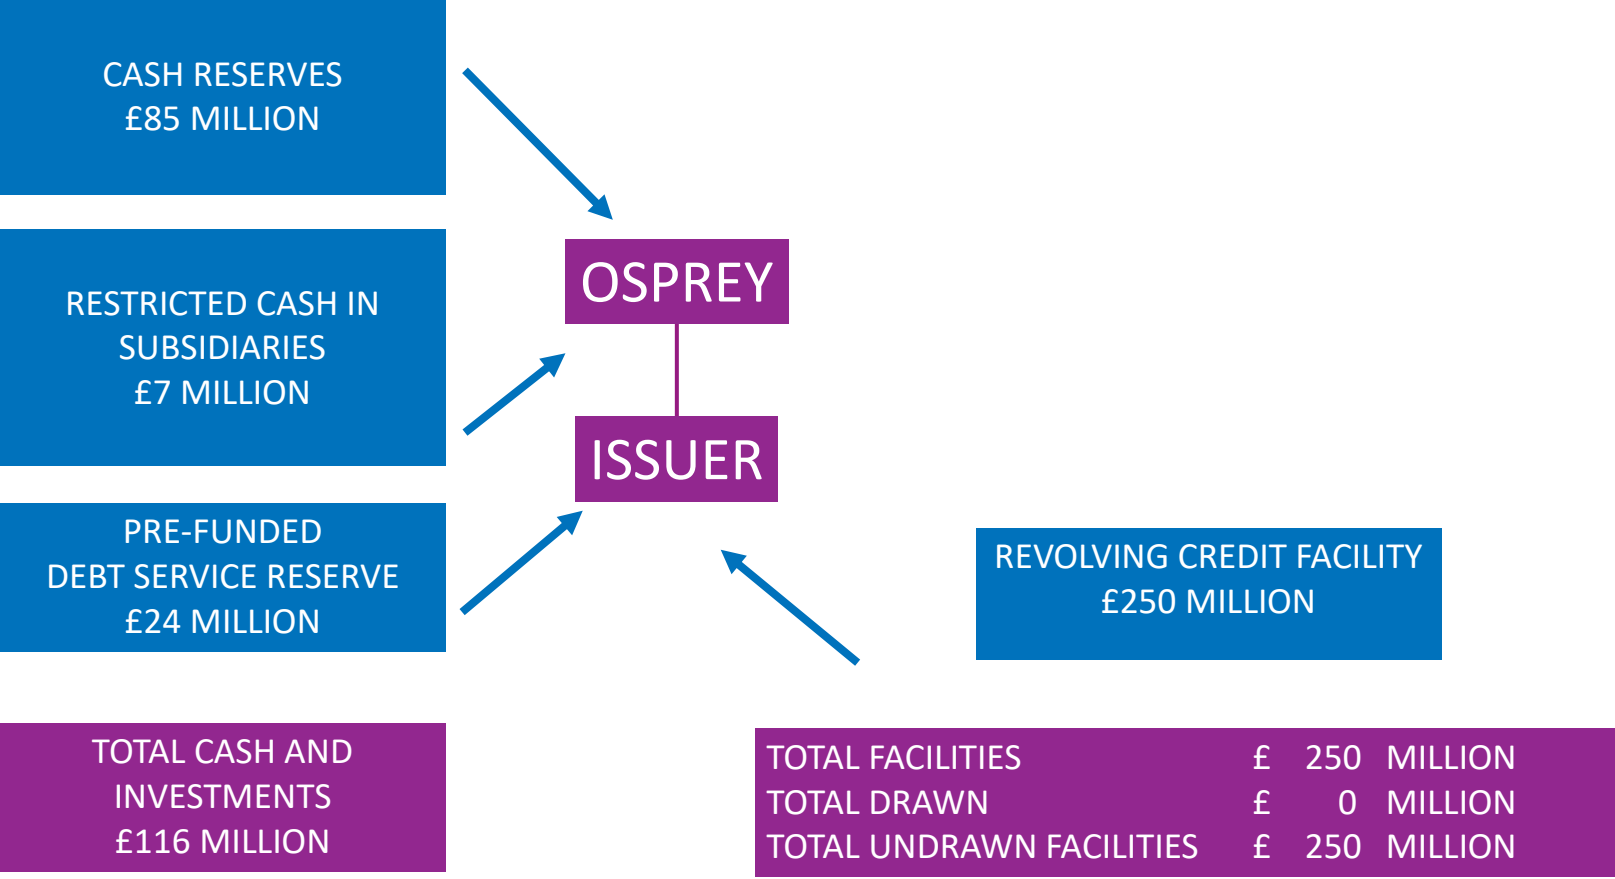 CASH RESERVES
£85 MILLION
RESTRICTED CASH IN
SUBSIDIARIES
£7 MILLION
PRE-FUNDED
DEBT SERVICE RESERVE
£24 MILLION
TOTAL CASH AND
INVESTMENTS
£116 MILLION
OSPREY
ISSUER
REVOLVING CREDIT FACILITY
£250 MILLION
TOTAL FACILITIES £ 250 MILLION
TOTAL DRAWN £ 0 MILLION
TOTAL UNDRAWN FACILITIES £ 250 MILLION